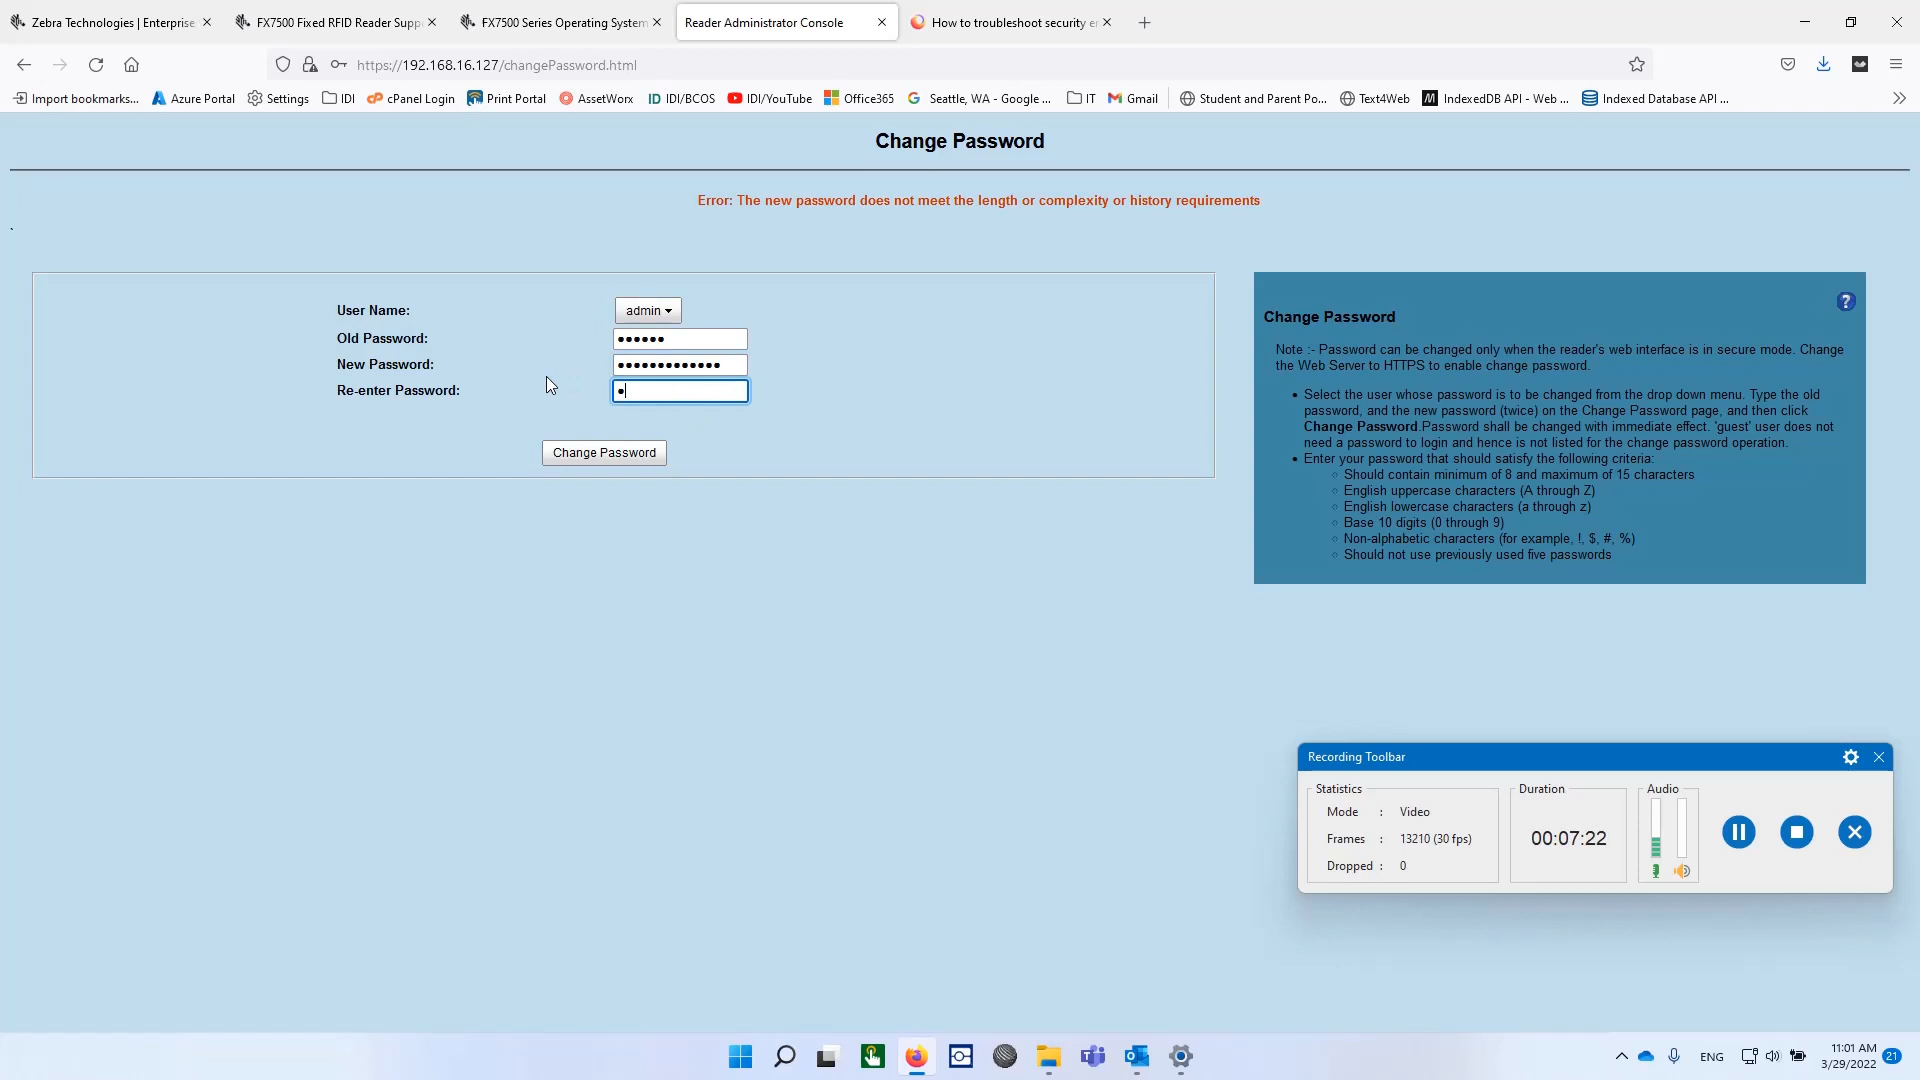 Zebra Technologies | Enterprise
FX7500 Fixed RFID Reader Supp
FX7500 Series Operating System
Reader Administrator Console
How to troubleshoot security e
https://192.168.16.127/changePassword.html
Import bookmarks...
Azure Portal
Settings
IDI
cPanel Login
Print Portal
AssetWorx
IDI/BCOS
IDI/YouTube
Office365
Seattle, WA - Google ...
IT
Gmail
Student and Parent Po...
Text4Web
IndexedDB API - Web ...
Indexed Database API ...
Change Password
Error: The new password does not meet the length or complexity or history requirements
User Name:
admin
Old Password:
New Password:
Re-enter Password:
Change Password
Change Password
Note :- Password can be changed only when the reader's web interface is in secure mode. Change
the Web Server to HTTPS to enable change password.
Select the user whose password is to be changed from the drop down menu. Type the old
password, and the new password (twice) on the Change Password page, and then click
Change Password.Password shall be changed with immediate effect. 'guest' user does not
need a password to login and hence is not listed for the change password operation.
Enter your password that should satisfy the following criteria:
Should contain minimum of 8 and maximum of 15 characters
English uppercase characters (A through Z)
English lowercase characters (a through z)
Base 10 digits (0 through 9)
Non-alphabetic characters (for example, !, $, #, %)
Should not use previously used five passwords
Recording Toolbar
Statistics
Mode : Video
Frames : 13210 (30 fps)
Dropped : 0
Duration
00:07:22
Audio
ENG
11:01 AM
3/29/2022
21